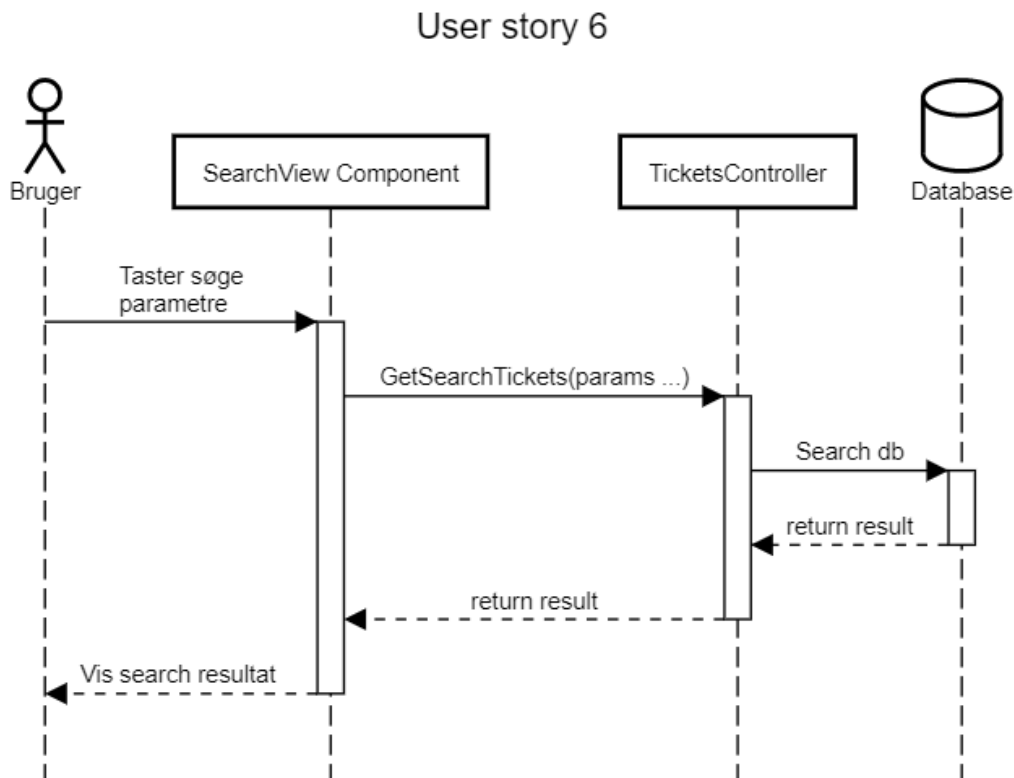 User story 6
Bruger
SearchView Component
TicketsController
Database
Taster søge
parametre
GetSearchTickets(params ...)
Search db
return result
return result
Vis search resultat